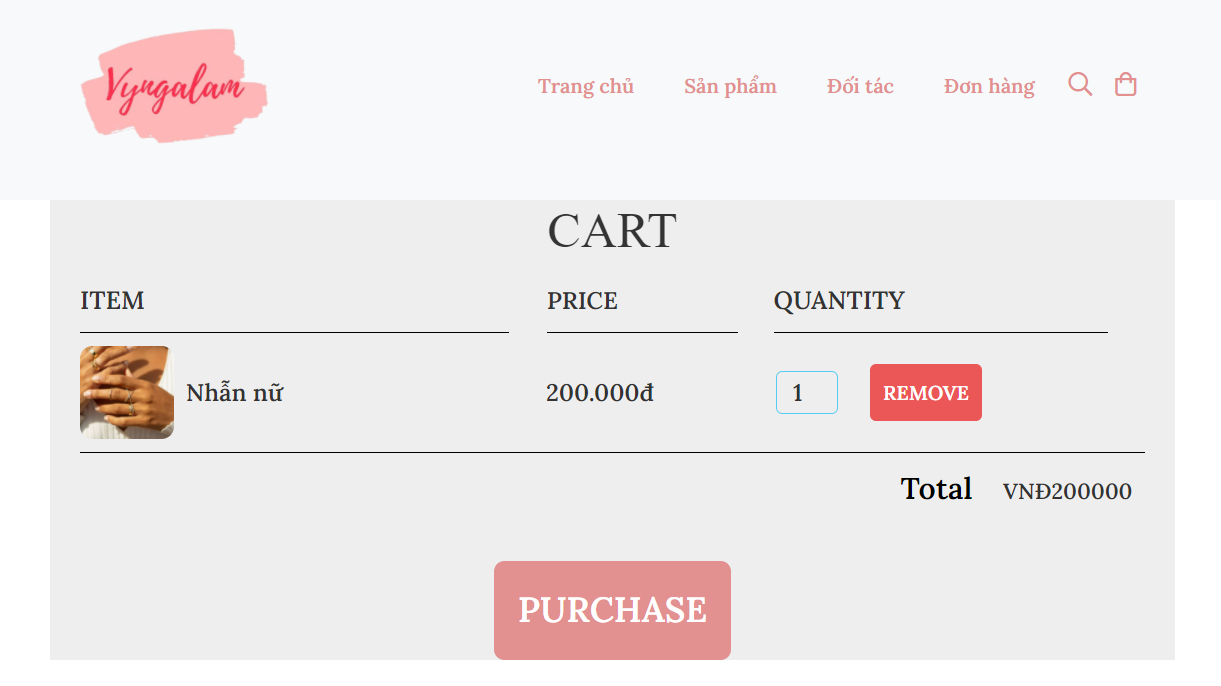 Vyngalam
Trang chủ Sản phẩm Đối tác Đơn hàng
CART
ITEM PRICE QUANTITY
Nhẫn nữ 200.000đ 1 REMOVE
Total VNĐ200000
PURCHASE